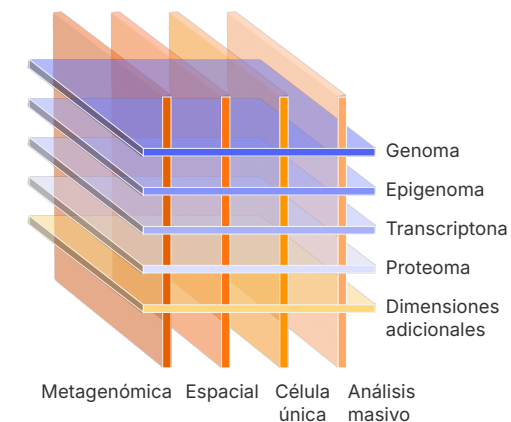 Genoma
Epigenoma
Transcriptona
Proteoma
Dimensiones
adicionales
Metagenómica Espacial Célula Análisis
única masivo